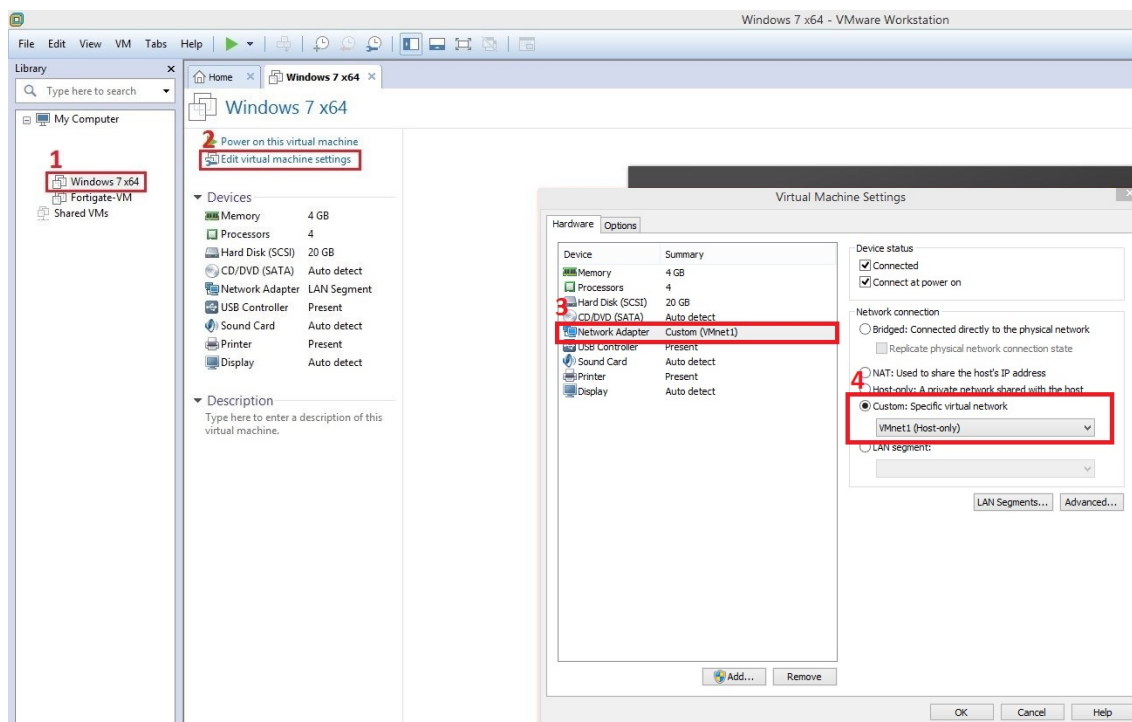 Windows 7 x64 - VMware Workstation
File Edit View VM Tabs Help
Library x
Type here to search
My Computer
1
Windows 7 x64
Fortigate-VM
Shared VMs
Home Windows 7 x64
Windows 7 x64
2 Power on this virtual machine
Edit virtual machine settings
Devices
Memory 4 GB
Processors 4
Hard Disk (SCSI) 20 GB
CD/DVD (SATA) Auto detect
Network Adapter LAN Segment
USB Controller Present
Sound Card Auto detect
Printer Present
Display Auto detect
Description
Type here to enter a description of this
virtual machine.
Virtual Machine Settings
Hardware Options
Device Summary
Memory 4 GB
Processors 4
Hard Disk (SCSI) 20 GB
3
CD/DVD (SATA) Auto detect
Network Adapter Custom (VMnet1)
USB Controller Present
Sound Card Auto detect
Printer Present
Display Auto detect
Add... Remove
Device status
Connected
Connect at power on
Network connection
Bridged: Connected directly to the physical network
Replicate physical network connection state
NAT: Used to share the host's IP address
4
Host-only: A private network shared with the host
Custom: Specific virtual network
VMnet1 (Host-only)
LAN segment:
LAN Segments... Advanced...
OK Cancel Help